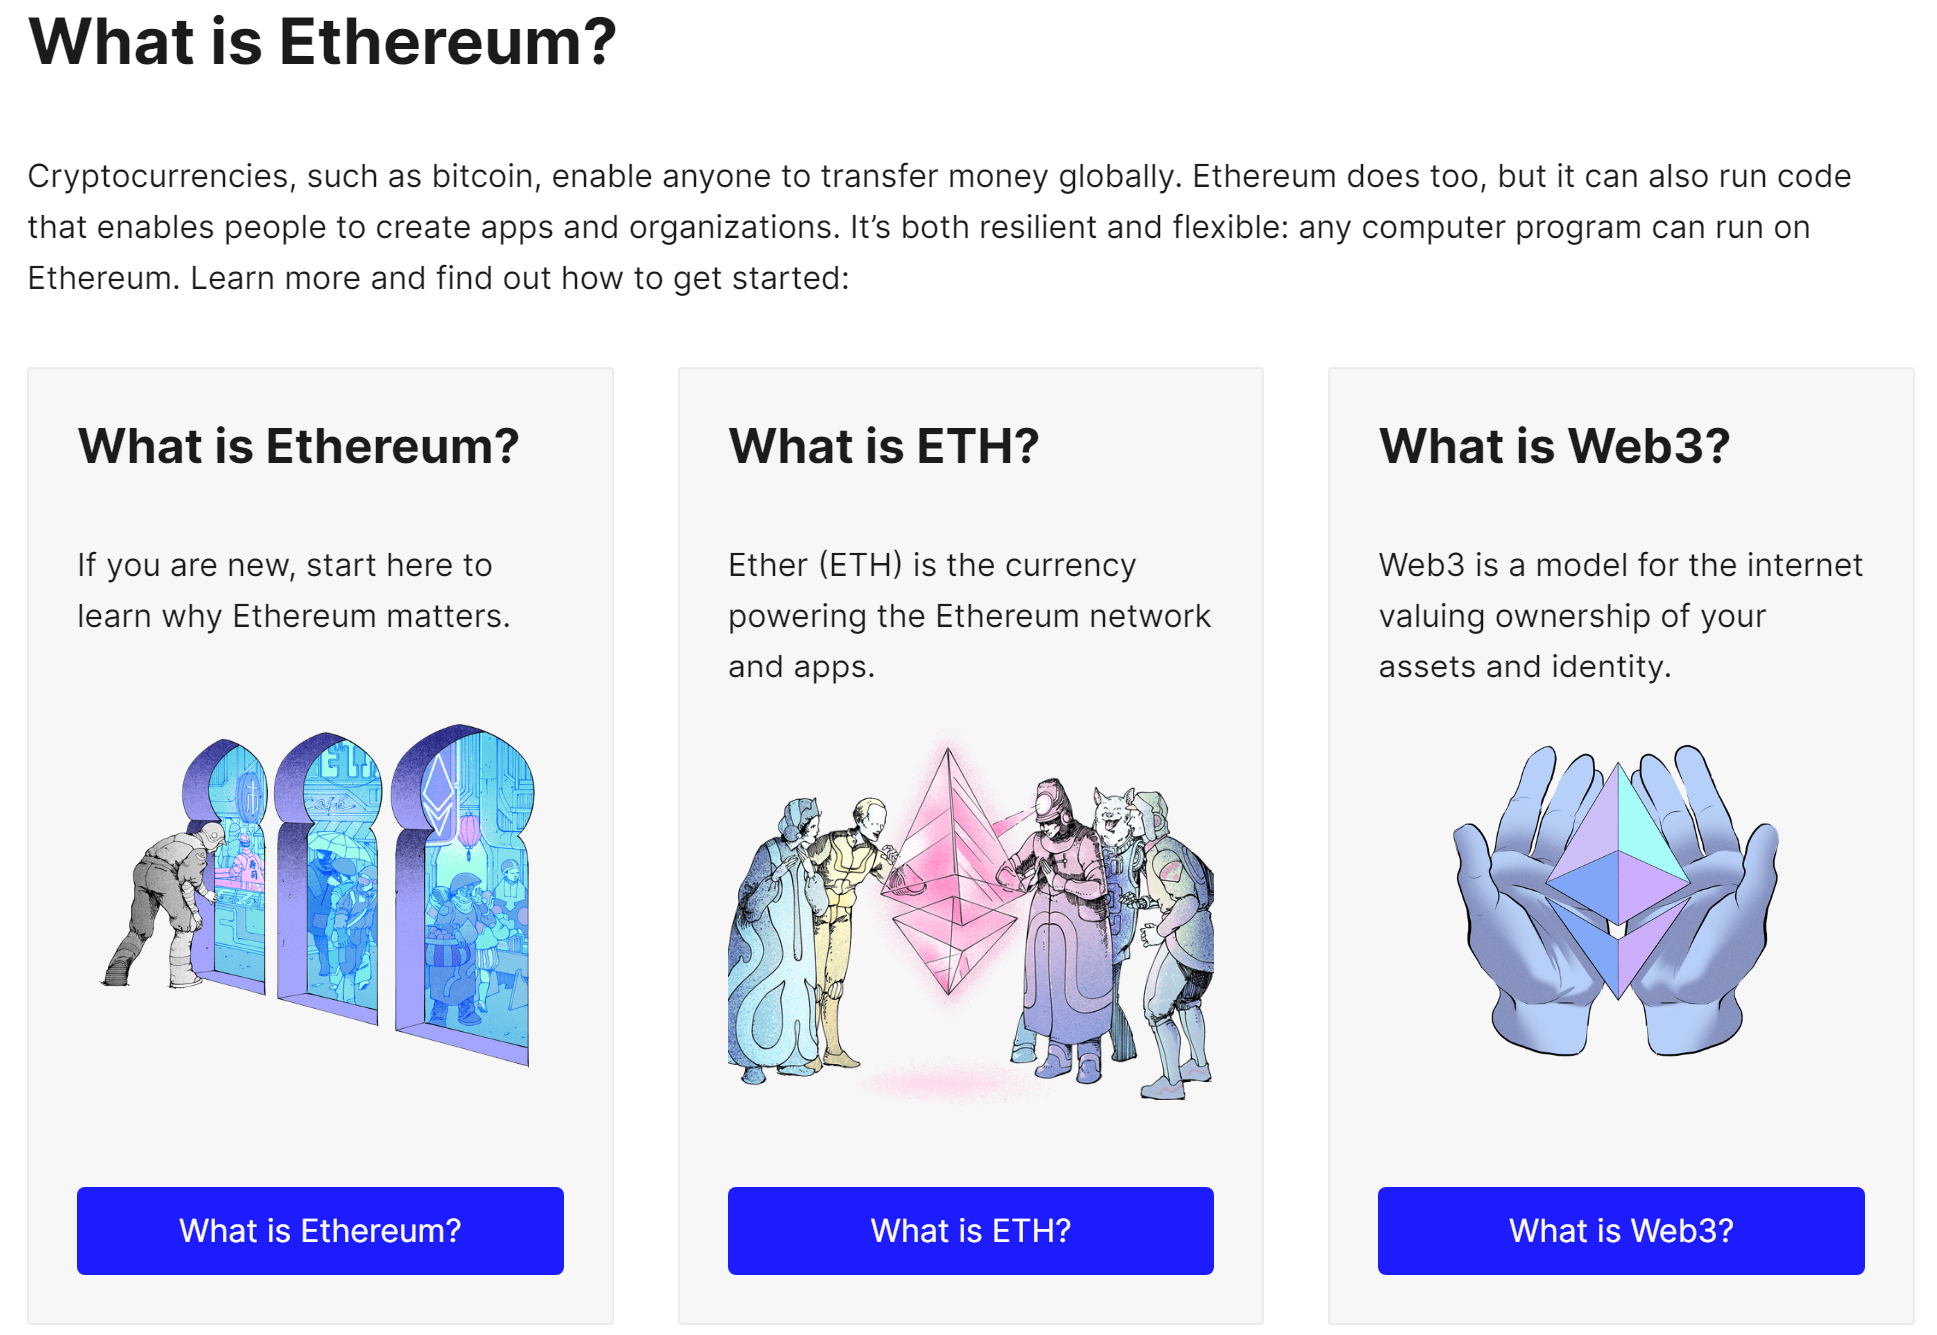 What is Ethereum?
Cryptocurrencies, such as bitcoin, enable anyone to transfer money globally. Ethereum does too, but it can also run code
that enables people to create apps and organizations. It’s both resilient and flexible: any computer program can run on
Ethereum. Learn more and find out how to get started:
What is Ethereum?
If you are new, start here to
learn why Ethereum matters.
café
What is Ethereum?
What is ETH?
Ether (ETH) is the currency
powering the Ethereum network
and apps.
What is ETH?
What is Web3?
Web3 is a model for the internet
valuing ownership of your
assets and identity.
What is Web3?